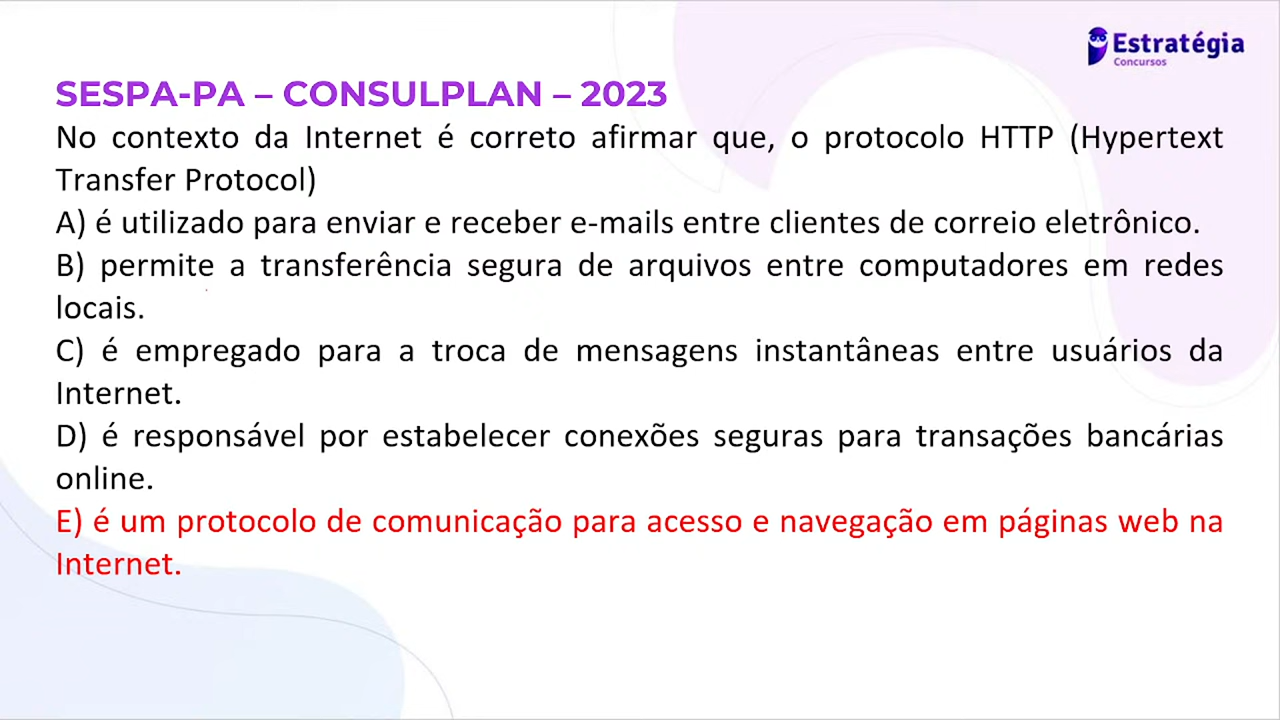 Estratégia
Concursos
SESPA-PA – CONSULPLAN – 2023
No contexto da Internet é correto afirmar que, o protocolo HTTP (Hypertext
Transfer Protocol)
A) é utilizado para enviar e receber e-mails entre clientes de correio eletrônico.
B) permite a transferência segura de arquivos entre computadores em redes
locais.
C) é empregado para a troca de mensagens instantâneas entre usuários da
Internet.
D) é responsável por estabelecer conexões seguras para transações bancárias
online.
E) é um protocolo de comunicação para acesso e navegação em páginas web na
Internet.